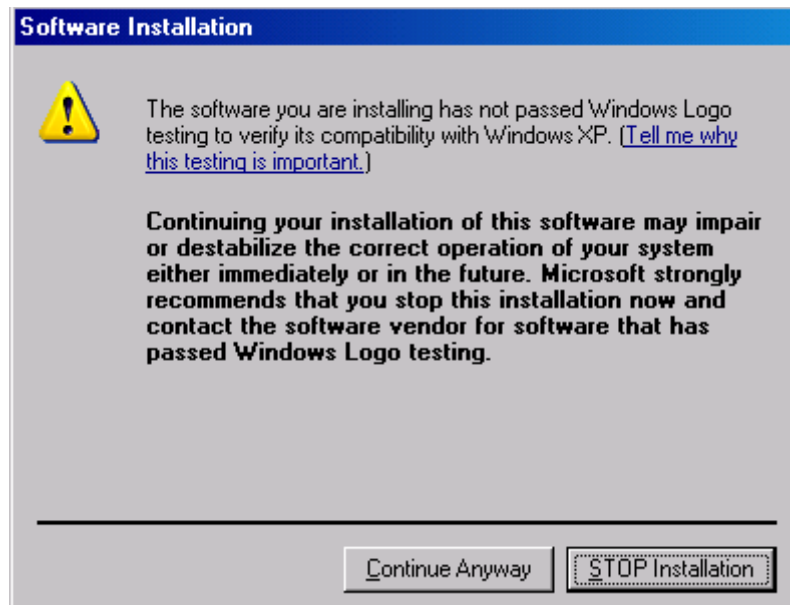 Software Installation
The software you are installing has not passed Windows Logo
testing to verify its compatibility with Windows XP. (Tell me why
this testing is important.)
Continuing your installation of this software may impair
or destabilize the correct operation of your system
either immediately or in the future. Microsoft strongly
recommends that you stop this installation now and
contact the software vendor for software that has
passed Windows Logo testing.
Continue Anyway
STOP Installation